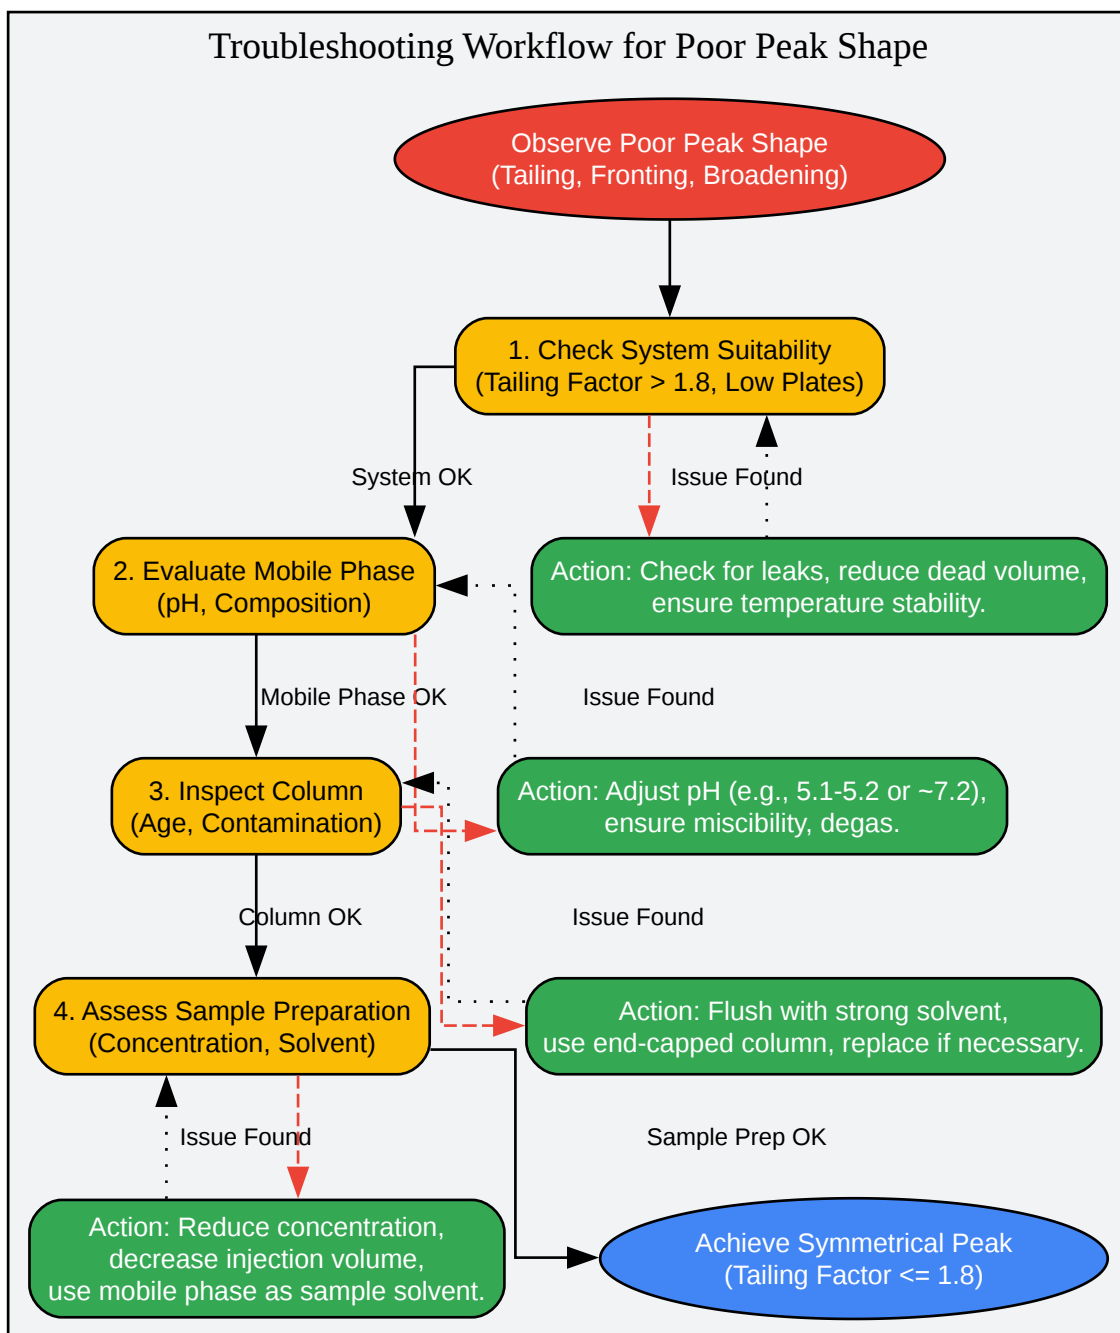 Troubleshooting Workflow for Poor Peak Shape
Observe Poor Peak Shape
(Tailing, Fronting, Broadening)
1. Check System Suitability
(Tailing Factor > 1.8, Low Plates)
System OK
Issue Found
2. Evaluate Mobile Phase
(pH, Composition)
Action: Check for leaks, reduce dead volume,
ensure temperature stability.
Mobile Phase OK
Issue Found
3. Inspect Column
(Age, Contamination)
Action: Adjust pH (e.g., 5.1-5.2 or ~7.2),
ensure miscibility, degas.
Column OK
Issue Found
4. Assess Sample Preparation
(Concentration, Solvent)
Action: Flush with strong solvent,
use end-capped column, replace if necessary.
Issue Found
Sample Prep OK
Action: Reduce concentration,
decrease injection volume,
use mobile phase as sample solvent.
Achieve Symmetrical Peak
(Tailing Factor <= 1.8)